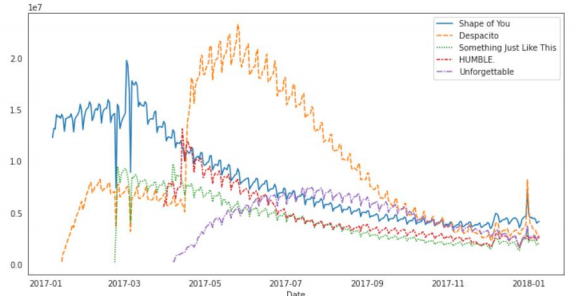 1e7
Shape of You
Despacito
Something Just Like This
HUMBLE.
Unforgettable
2.0
1.5
1.0
0.5
0.0
2017-01 2017-03 2017-05 2017-07 2017-09 2017-11 2018-01
Date